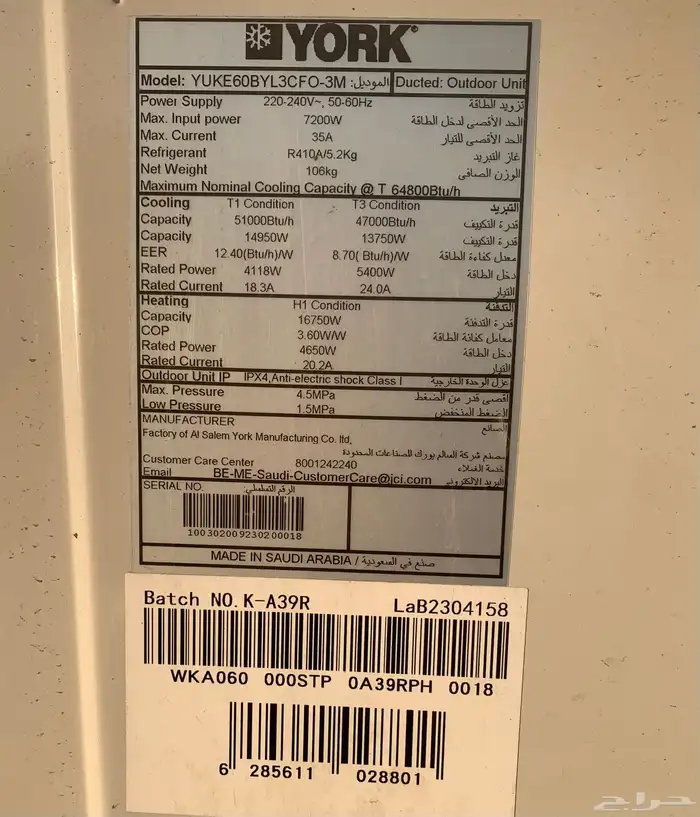 YORK®
Model: YUKE60BYL3CFO-3M الموديل: Ducted: Outdoor Unit
Power Supply 220-240V~, 50-60Hz تزويد الطاقة
Max. Input power 7200W الحد الأقصى لدخل الطاقة
Max. Current 35A الحد الأقصى للتيار
Refrigerant R410A/5.2Kg غاز التبريد
Net Weight 106kg الوزن الصافى
Maximum Nominal Cooling Capacity @ T 64800Btu/h
Cooling T1 Condition T3 Condition التبريد
Capacity 51000Btu/h 47000Btu/h قدرة التكييف
Capacity 14950W 13750W قدرة التكييف
EER 12.40(Btu/h)/W 8.70( Btu/h)/W معدل كفاءة الطاقة
Rated Power 4118W 5400W دخل الطاقة
Rated Current 18.3A 24.0A التيار
Heating H1 Condition التدفئة
Capacity 16750W قدرة التدفئة
COP 3.60W/W معامل كفائة الطاقة
Rated Power 4650W دخل الطاقة
Rated Current 20.2A التيار
Outdoor Unit IP IPX4,Anti-electric shock Class I عزل الوحدة الخارجية
Max. Pressure 4.5MPa اقصى قدر من الضغط
Low Pressure 1.5MPa الضغط المنخفض
MANUFACTURER الصانع
Factory of Al Salem York Manufacturing Co. ltd,
مصنع شركة السالم يورك للصناعات المحدودة
Customer Care Center 8001242240 خدمة العملاء
Email BE-ME-Saudi-CustomerCare@jci.com البريد الالكتروني
SERIAL NO. الرقم التسلسلي
100302009230200018
MADE IN SAUDI ARABIA / صنع في السعودية
Batch NO.K-A39R LaB2304158
WKA060 000STP 0A39RPH 0018
6 285611 028801
حراج